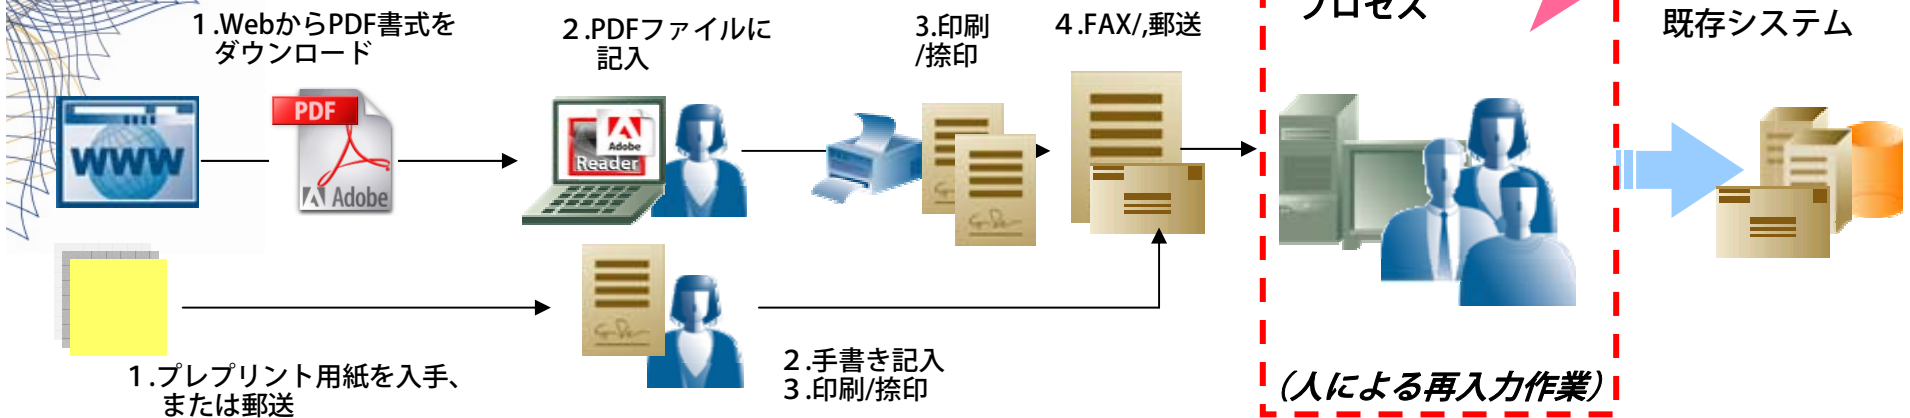 １.WebからPDF書式を
ダウンロード
２.PDFファイルに
記入
3.印刷
/捺印
４.FAX/,郵送
プロセス
既存システム
WWW
PDF
Adobe
Adobe
Reader
１.プレプリント用紙を入手、
または郵送
２.手書き記入
３.印刷/捺印
（人による再入力作業）